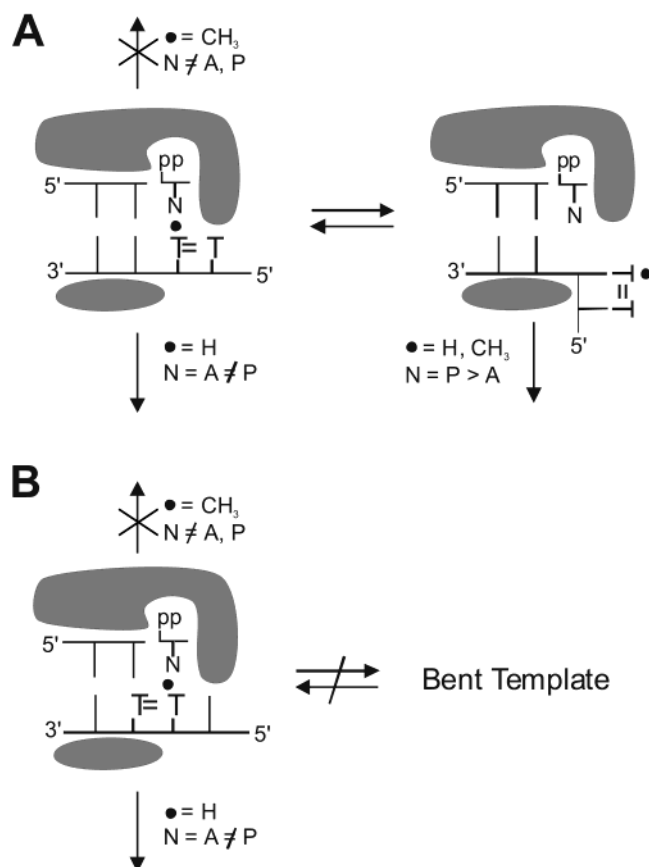 A
● = CH₃
N ≠ A, P
pp
5'
N
●
T = T
3'
5'
● = H
N = A ≠ P
pp
5'
N
3'
●
=
T
T
5'
● = H, CH₃
N = P > A
B
● = CH₃
N ≠ A, P
pp
5'
N
●
T = T
3'
5'
Bent Template
● = H
N = A ≠ P